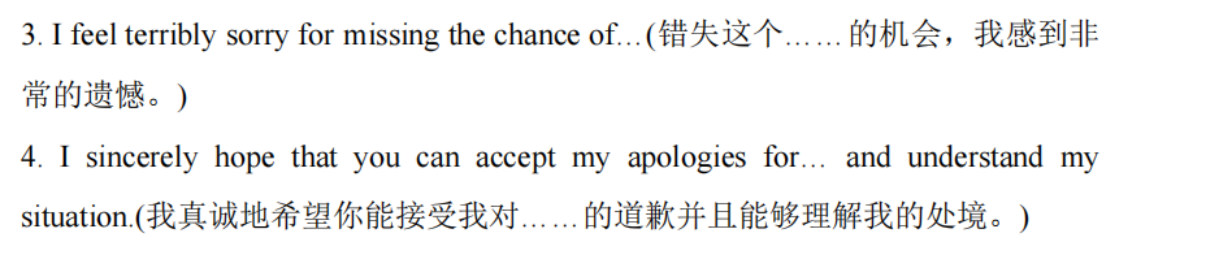 3. I feel terribly sorry for missing the chance of…(错失这个……的机会，我感到非
常的遗憾。)
4. I sincerely hope that you can accept my apologies for… and understand my
situation.(我真诚地希望你能接受我对……的道歉并且能够理解我的处境。)